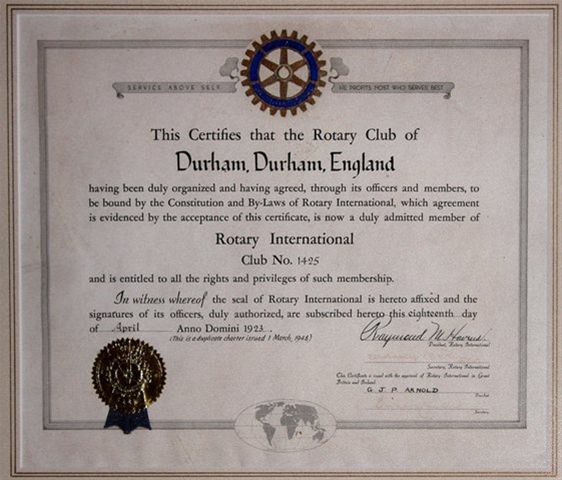 SERVICE ABOVE SELF
HE PROFITS MOST WHO SERVES BEST
This Certifies that the Rotary Club of
Durham, Durham, England
having been duly organized and having agreed, through its officers and members, to
be bound by the Constitution and By-Laws of Rotary International, which agreement
is evidenced by the acceptance of this certificate, is now a duly admitted member of
Rotary International
Club No. 1425
and is entitled to all the rights and privileges of such membership.
In witness whereof the seal of Rotary International is hereto affixed and the
signatures of its officers, duly authorized, are subscribed hereto this eighteenth day
of April Anno Domini 1923.
(This is a duplicate charter issued 1 March, 1948)
Raymond M.
President, Rotary International
Secretary, Rotary International
This Certificate is issued with the approval of Rotary International in Great
Britain and Ireland.
G J. P ARNOLD
President
Secretary